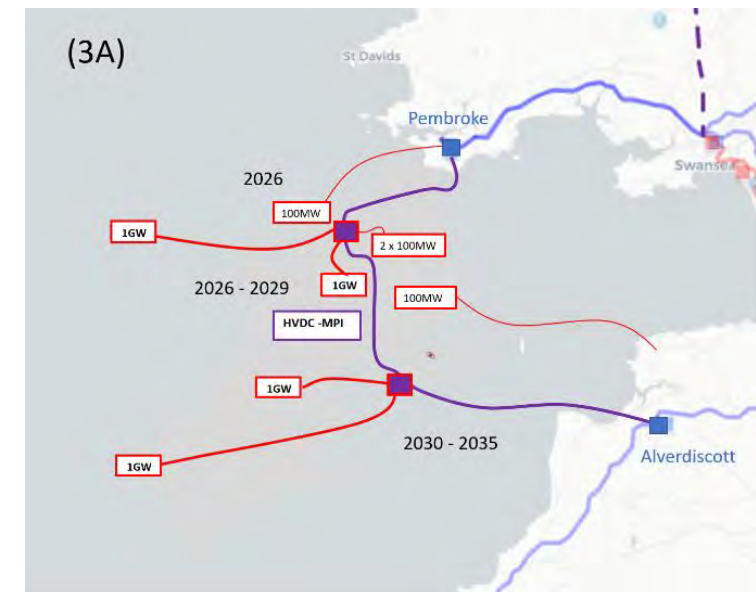 (3A)
St Davids
Pembroke
Swansea
2026
100MW
1GW
2 x 100MW
2026 - 2029
1GW
100MW
HVDC -MPI
1GW
2030 - 2035
1GW
Alverdiscott